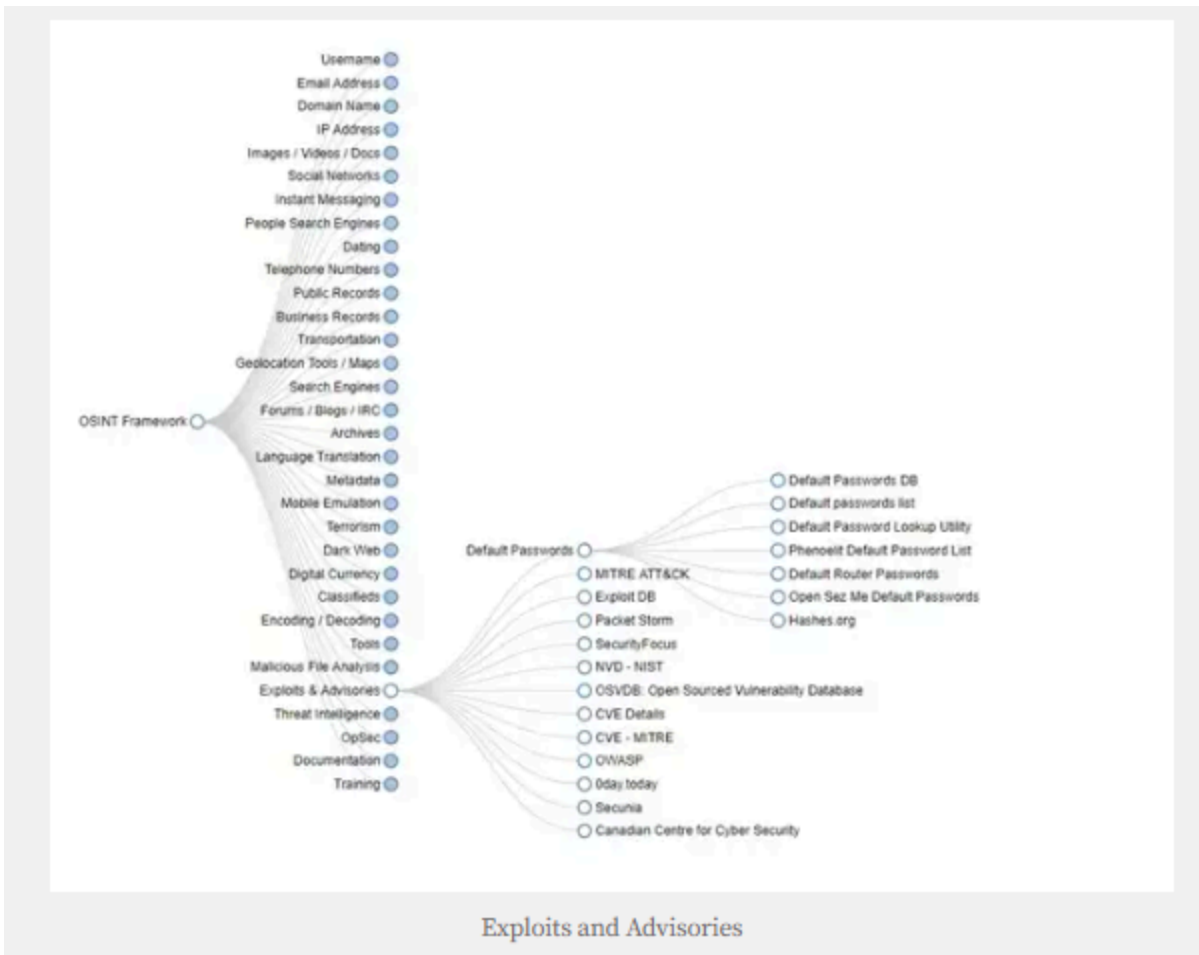 Username
Email Address
Domain Name
IP Address
Images / Videos / Docs
Social Networks
Instant Messaging
People Search Engines
Dating
Telephone Numbers
Public Records
Business Records
Transportation
Geolocation Tools / Maps
Search Engines
Forums / Blogs / IRC
OSINT Framework
Archives
Language Translation
Metadata
Mobile Emulation
Terrorism
Dark Web
Digital Currency
Classifieds
Encoding / Decoding
Tools
Malicious File Analysis
Exploits & Advisories
Threat Intelligence
OpSec
Documentation
Training
Default Passwords
MITRE ATT&CK
Exploit DB
Packet Storm
SecurityFocus
NVD - NIST
OSVDB: Open Sourced Vulnerability Database
CVE Details
CVE - MITRE
OWASP
0day.today
Secunia
Canadian Centre for Cyber Security
Default Passwords DB
Default passwords list
Default Password Lookup Utility
Phenoelit Default Password List
Default Router Passwords
Open Sez Me Default Passwords
Hashes.org
Exploits and Advisories